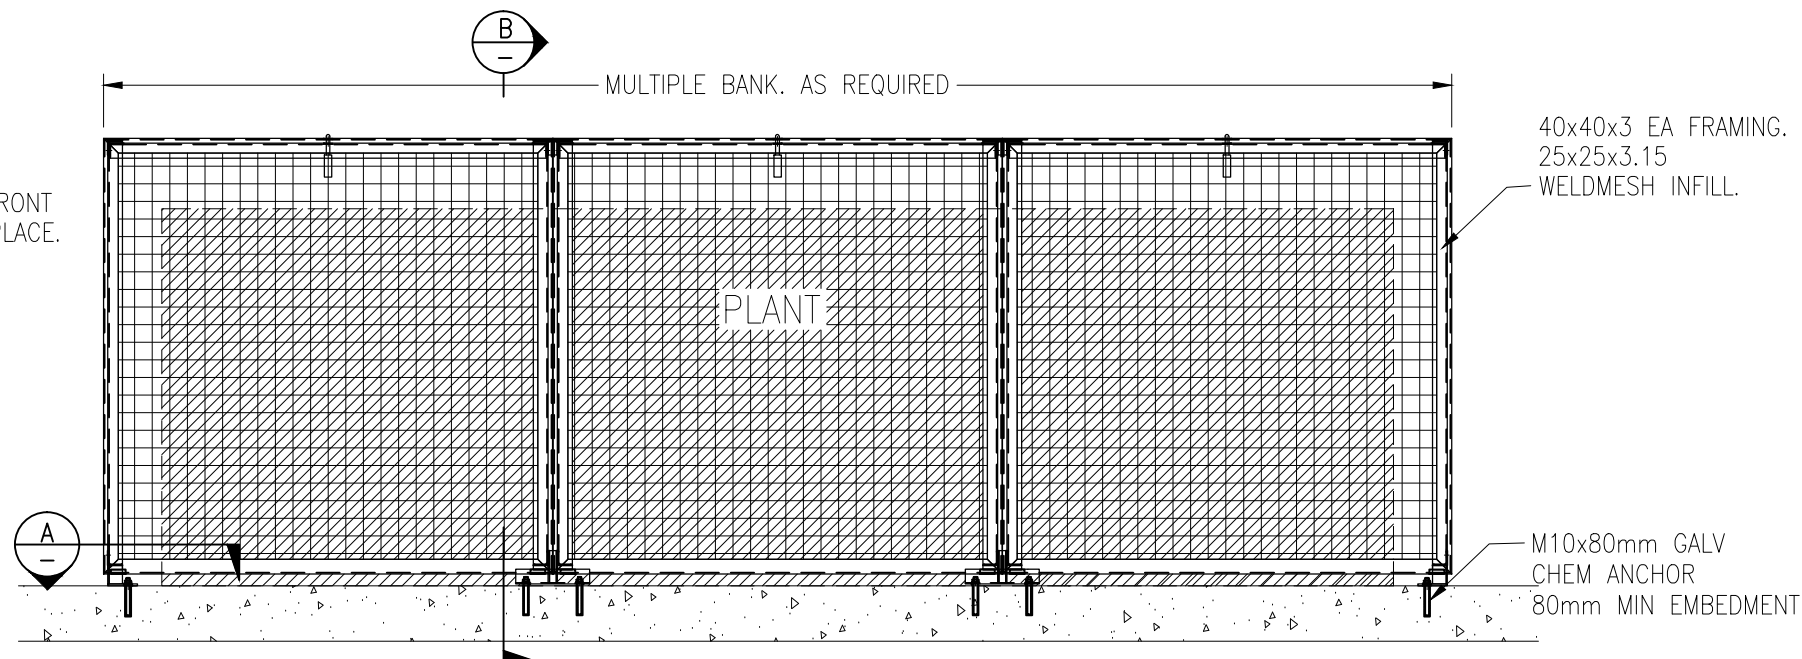 B
–
MULTIPLE BANK. AS REQUIRED
40x40x3 EA FRAMING.
25x25x3.15
WELDMESH INFILL.
RONT
PLACE.
PLANT
A
–
M10x80mm GALV
CHEM ANCHOR
80mm MIN EMBEDMENT